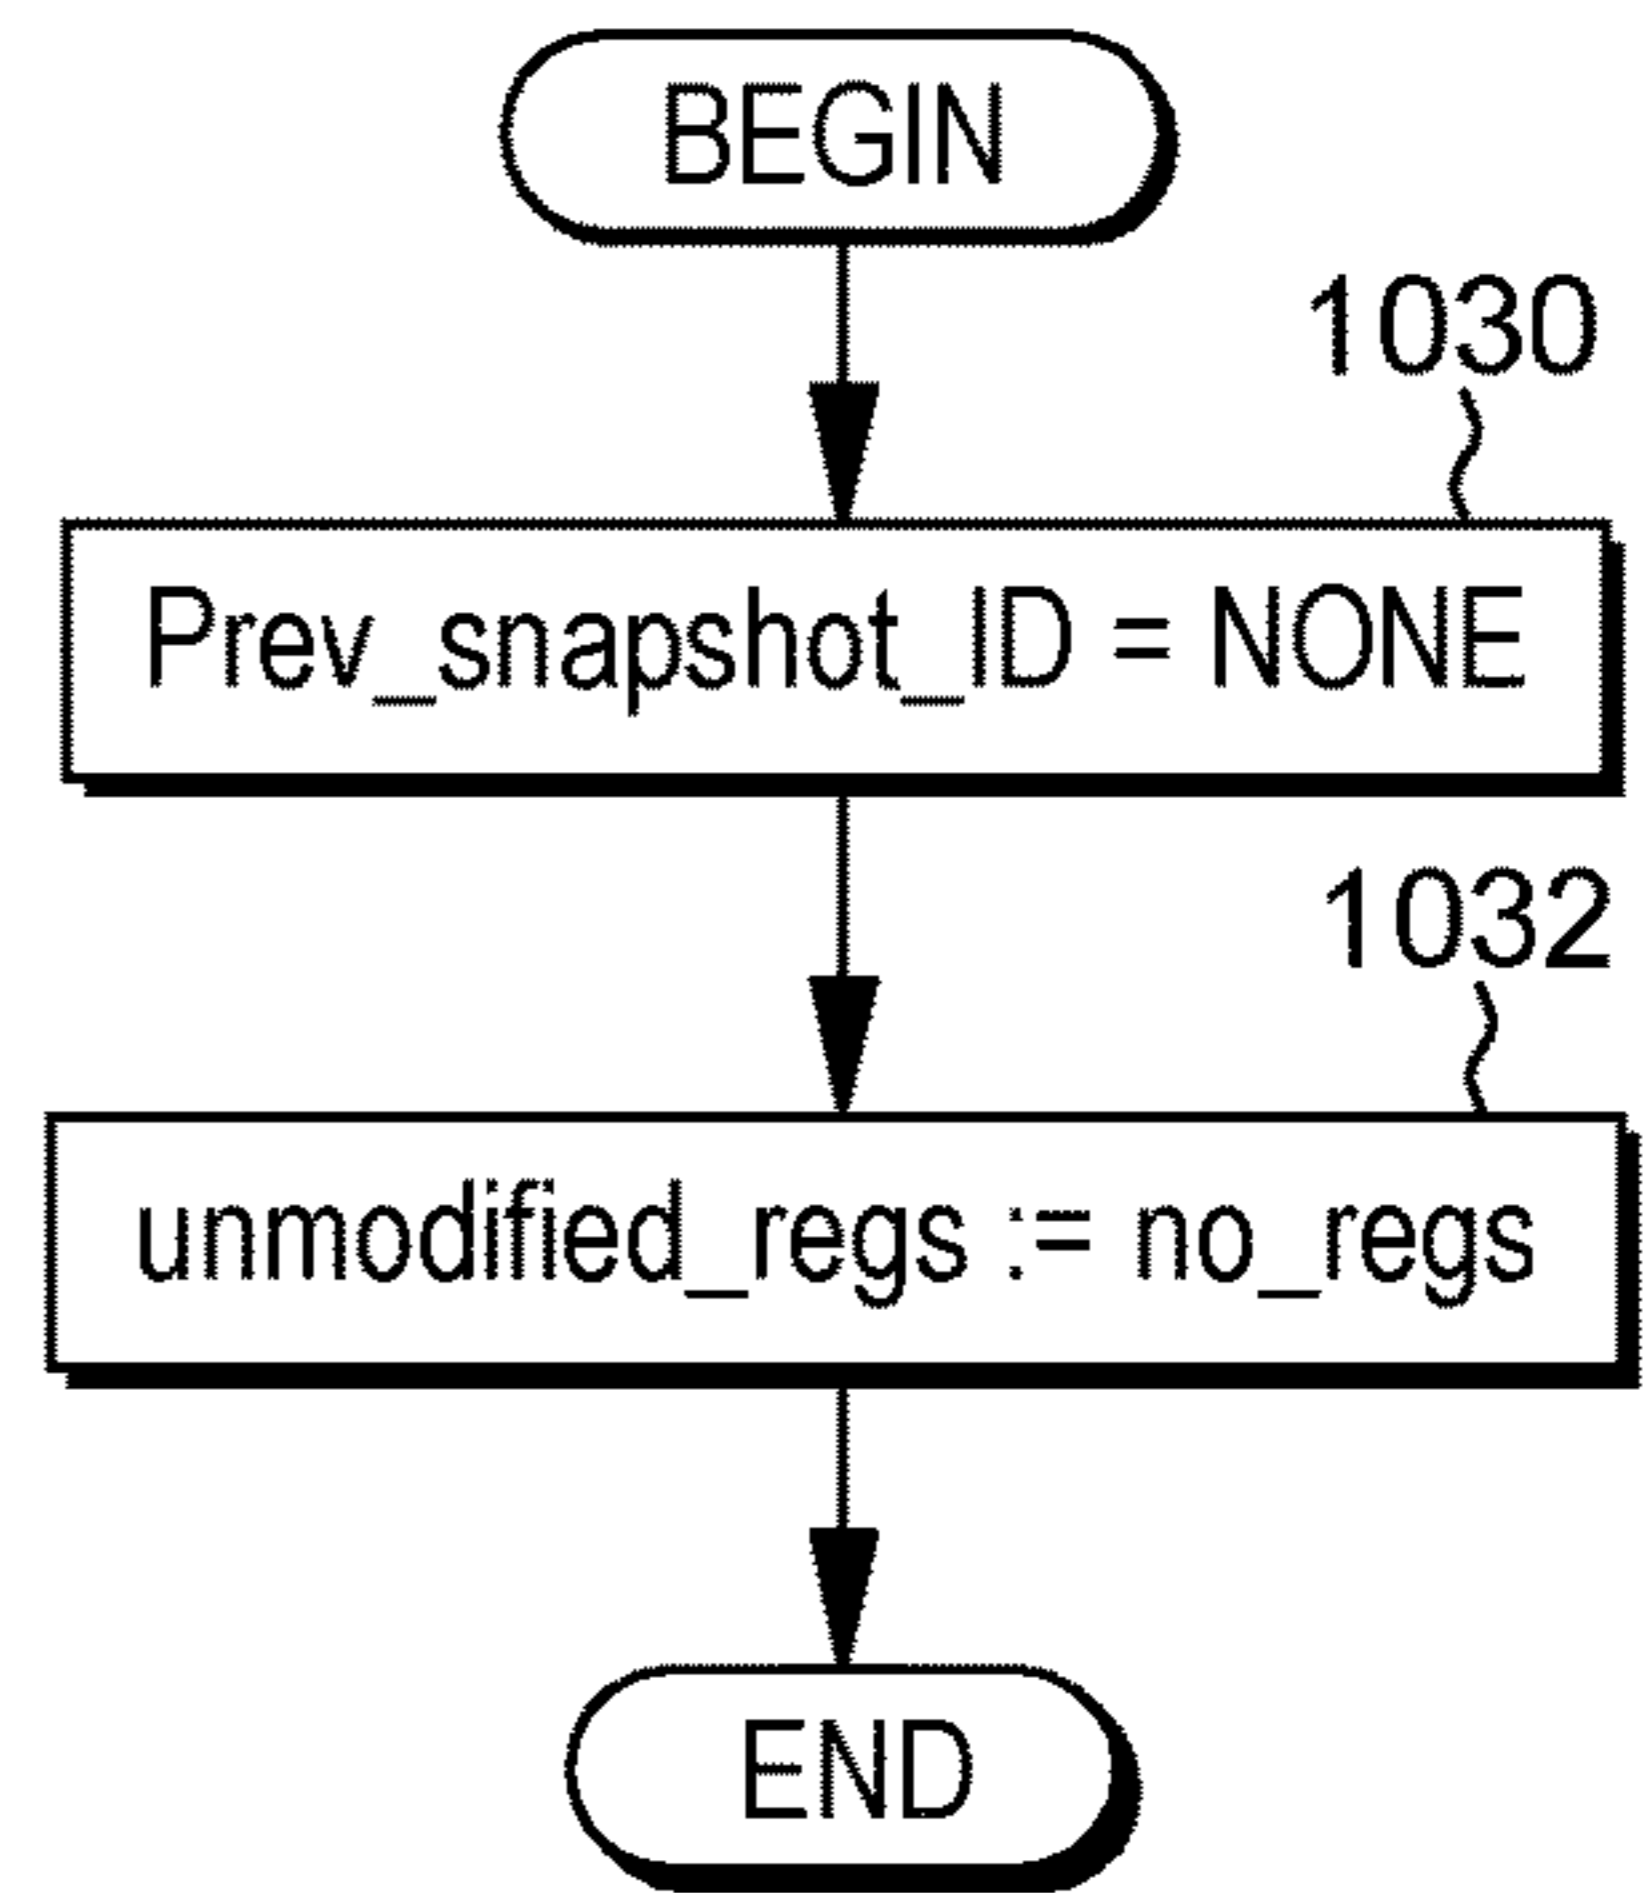 BEGIN
1030
Prev_snapshot_ID = NONE
1032
unmodified_regs := no_regs
END